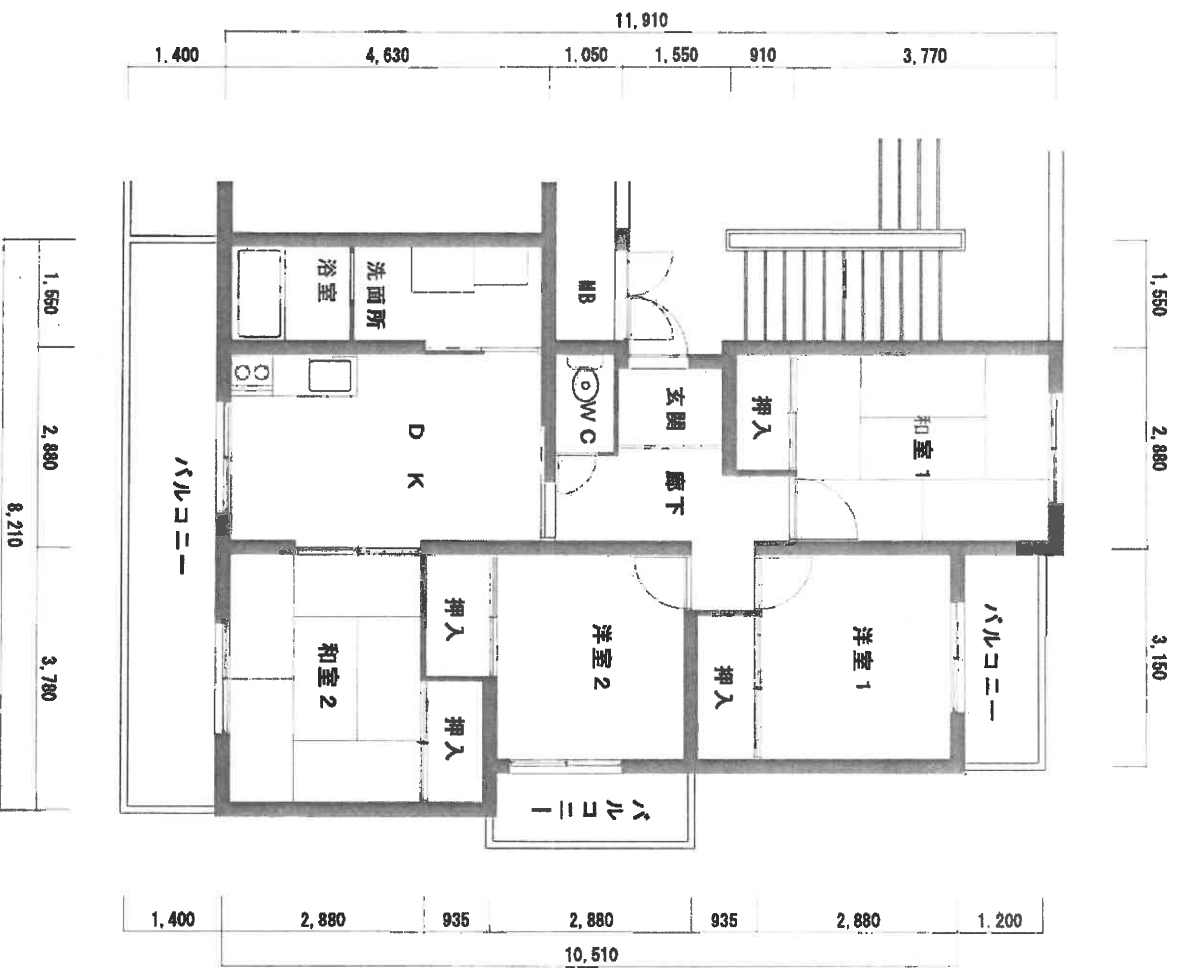 11,910
1.400
4,630
1.050
1,550
910
3,770
1,550
2,880
3,780
8,210
1,550
2,880
3,150
浴室
洗面所
MB
WC
玄関
押入
和室1
DK
廊下
バルコニー
和室2
押入
押入
洋室2
押入
洋室1
バルコニー
バルコニー
1,400
2,880
935
2,880
935
2,880
1.200
10,510